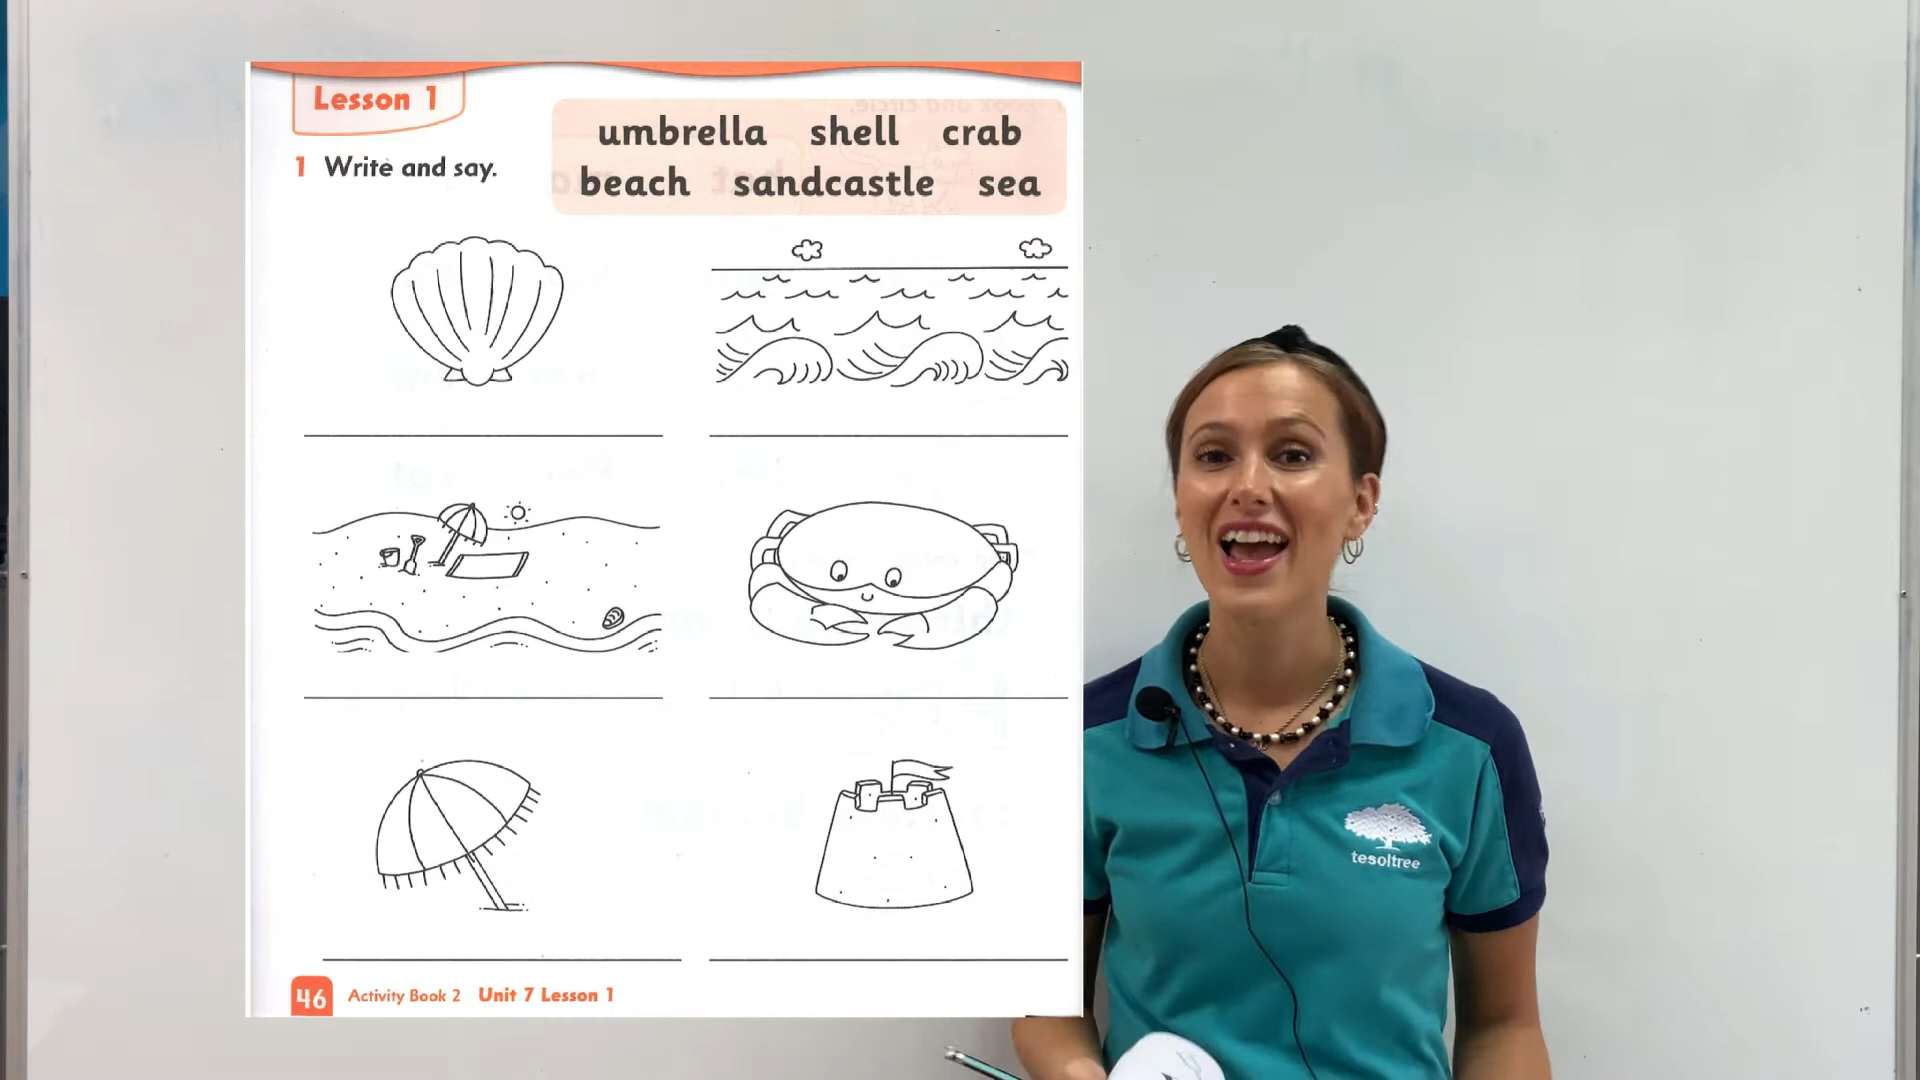 Lesson 1
1 Write and say.
umbrella shell crab
beach sandcastle sea
46 Activity Book 2 Unit 7 Lesson 1
tesoltree